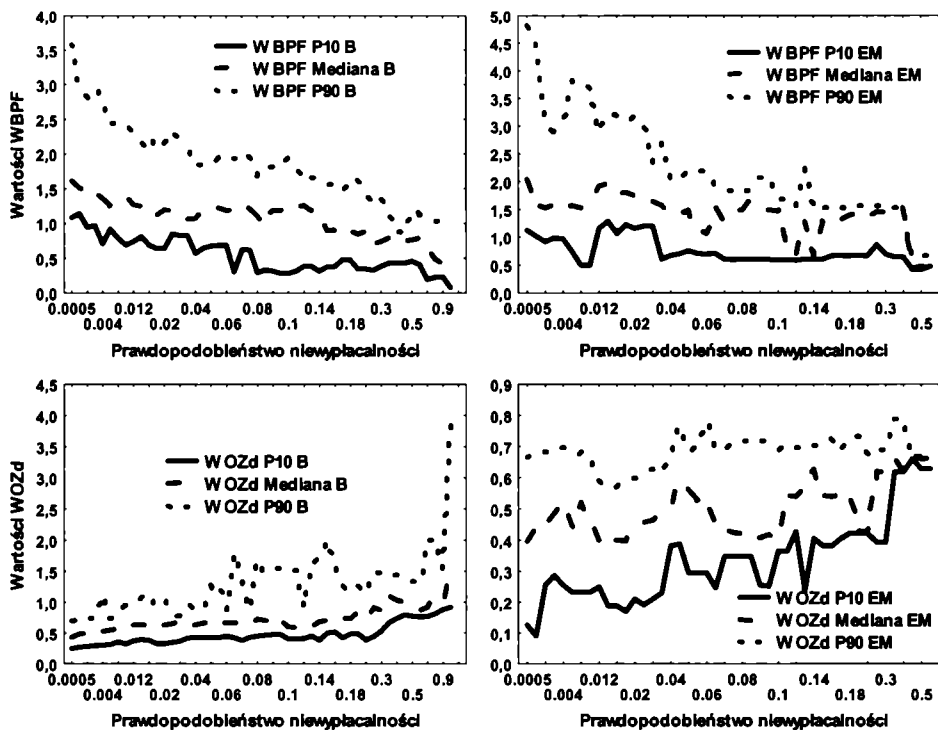 Wartości WBPF
4,0
3,5
3,0
2,5
2,0
1,5
1,0
0,5
0,0
W BPF P10 B
W BPF Mediana B
W BPF P90 B
0.0005 0.012 0.04 0.08 0.14 0.3 0.9
0.004 0.02 0.06 0.1 0.18 0.5
Prawdopodobieństwo niewypłacalności
5,0
4,5
4,0
3,5
3,0
2,5
2,0
1,5
1,0
0,5
0,0
W BPF P10 EM
W BPF Mediana EM
W BPF P90 EM
0.0005 0.012 0.04 0.08 0.14 0.3
0.004 0.02 0.06 0.1 0.18 0.5
Prawdopodobieństwo niewypłacalności
Wartości WOZd
4,5
4,0
3,5
3,0
2,5
2,0
1,5
1,0
0,5
0,0
W OZd P10 B
W OZd Mediana B
W OZd P90 B
0.0005 0.012 0.04 0.08 0.14 0.3 0.9
0.004 0.02 0.06 0.1 0.18 0.5
Prawdopodobieństwo niewypłacalności
0,9
0,8
0,7
0,6
0,5
0,4
0,3
0,2
0,1
0,0
W OZd P10 EM
W OZd Mediana EM
W OZd P90 EM
0.0005 0.012 0.04 0.08 0.14 0.3
0.004 0.02 0.06 0.1 0.18 0.5
Prawdopodobieństwo niewypłacalności